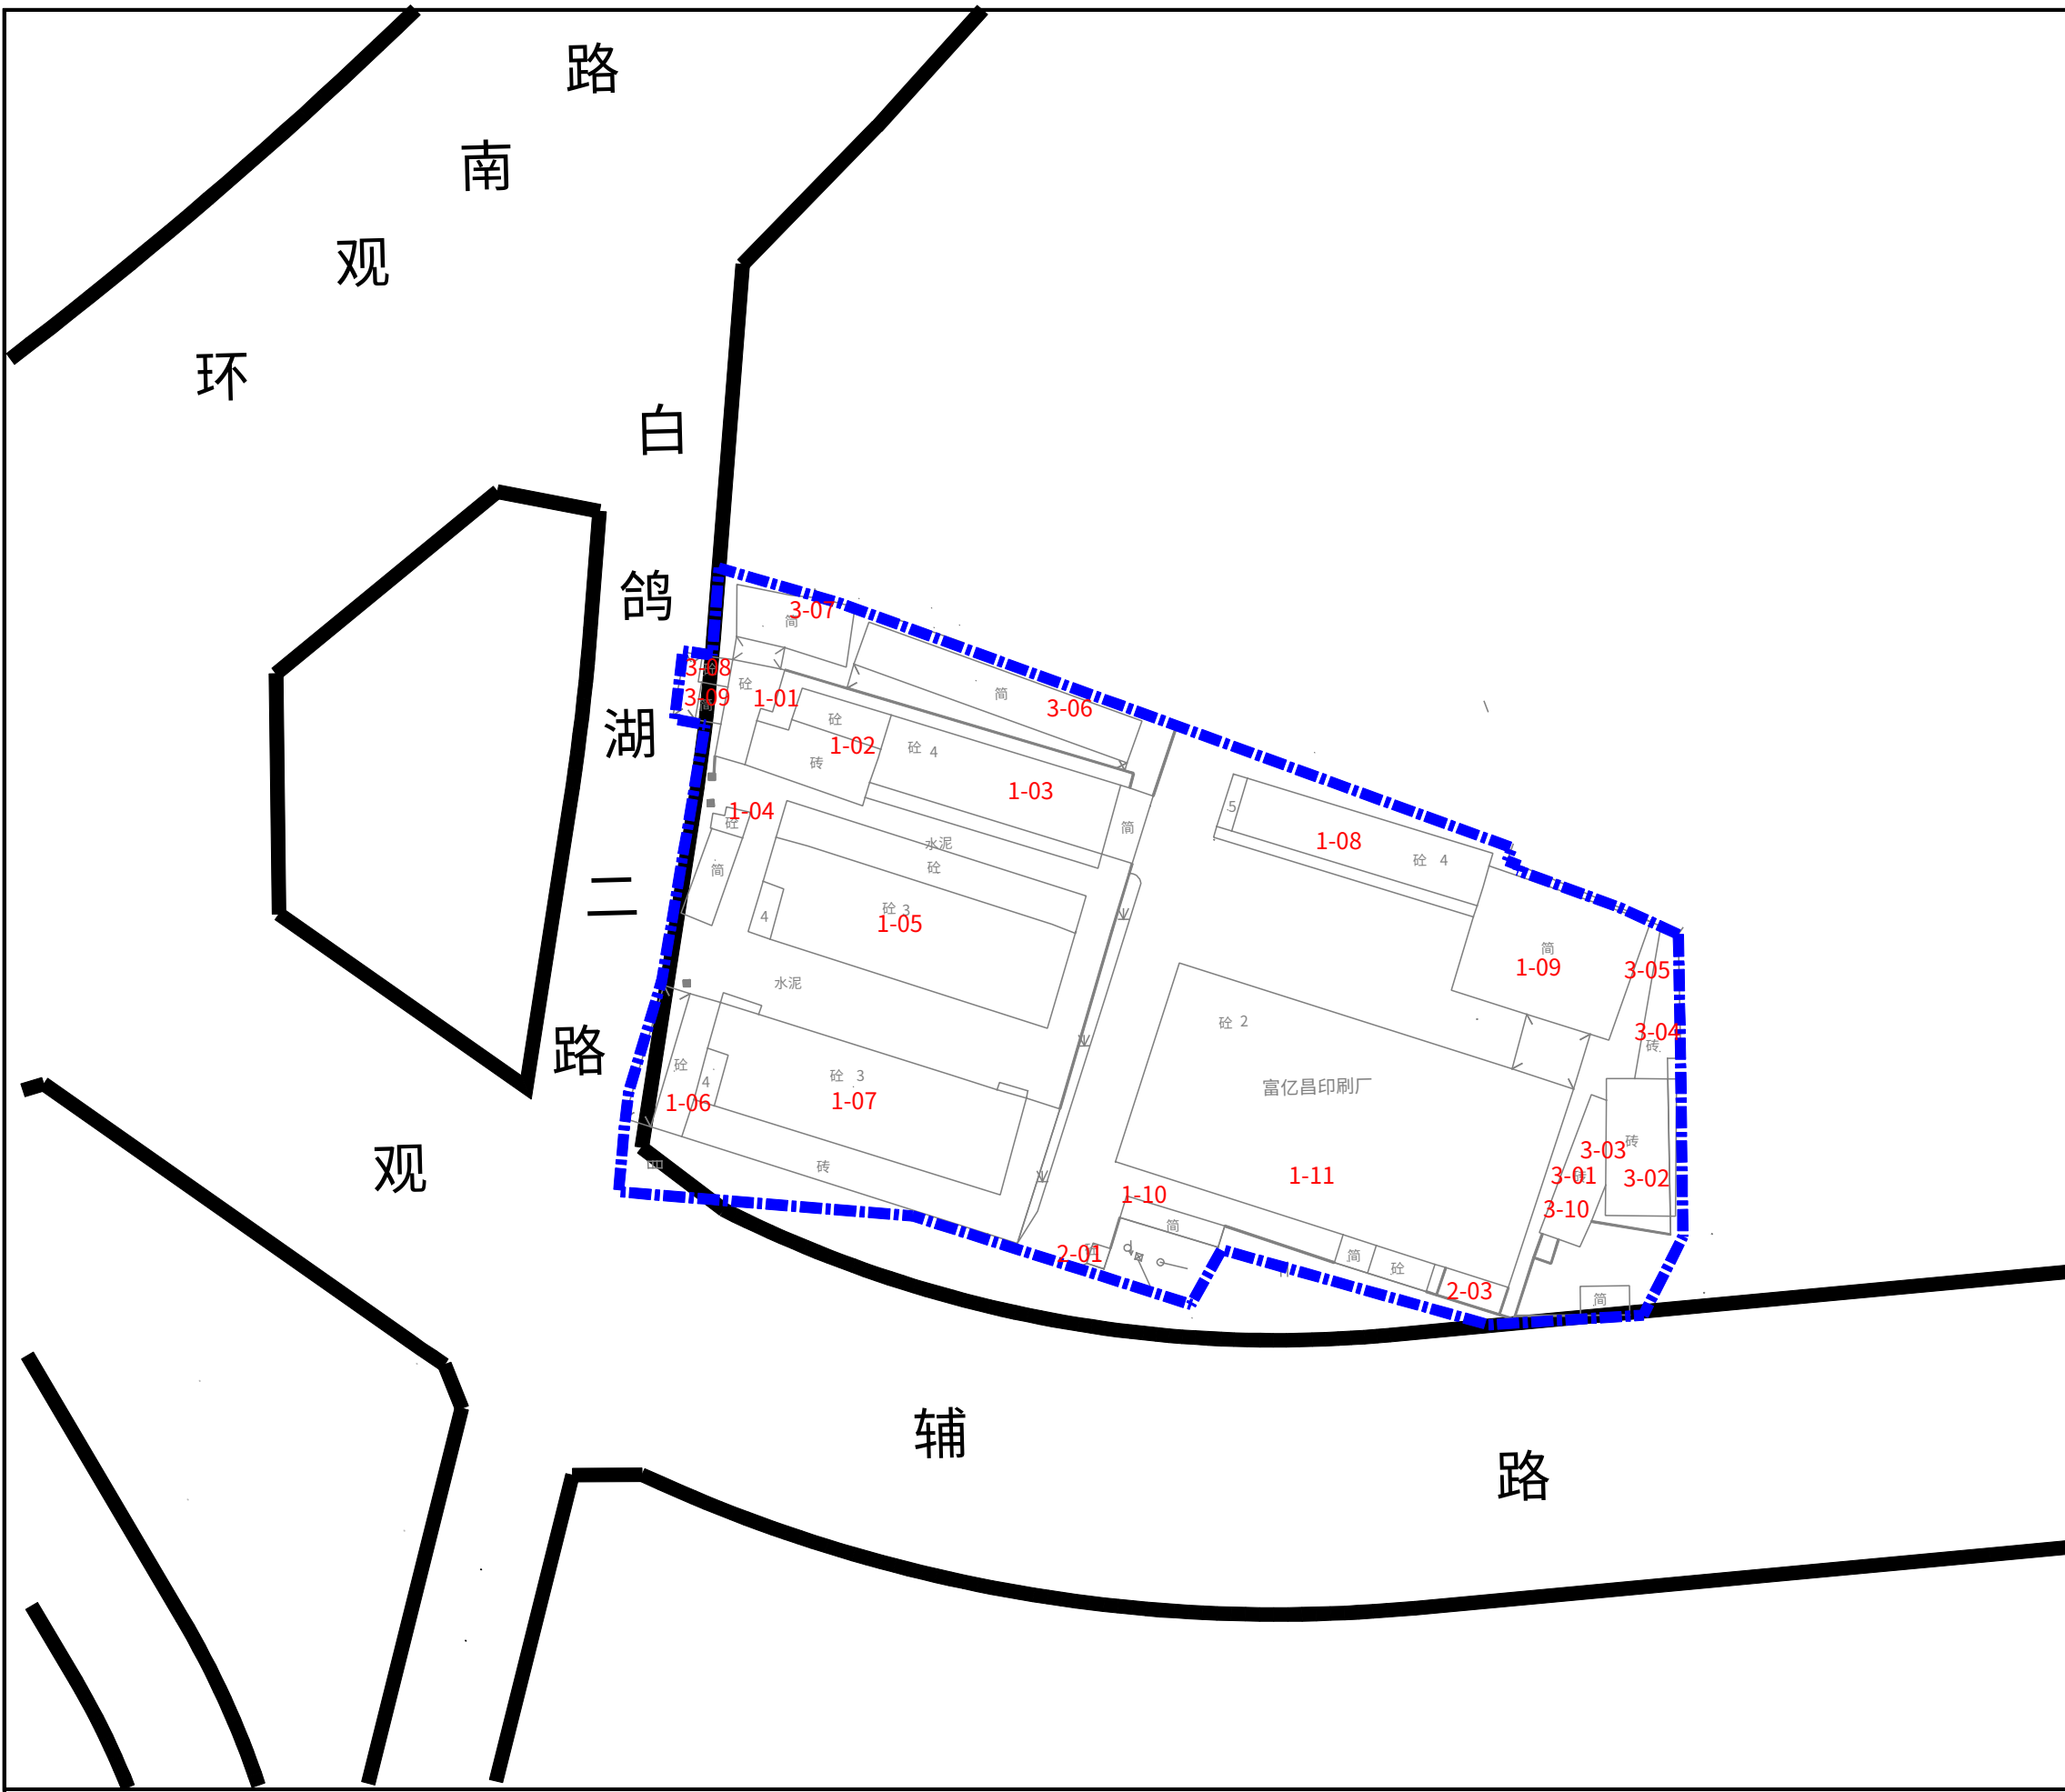 路
南
观
环
白
鸽
湖
二
路
观
辅
路
3-07
简
3-08
3-09
简
砼
1-01
简
3-06
砼
1-02
砖
砼 4
1-03
1-04
砼
简
水泥
砼
简
砼 3
1-05
4
5
1-08
砼 4
简
1-09
3-05
3-04
砖
水泥
砼
4
1-06
砼 3
1-07
砖
砼 2
富亿昌印刷厂
1-11
1-10
简
2-01
简
砼
2-03
3-03
砖
3-01
3-02
3-10
简